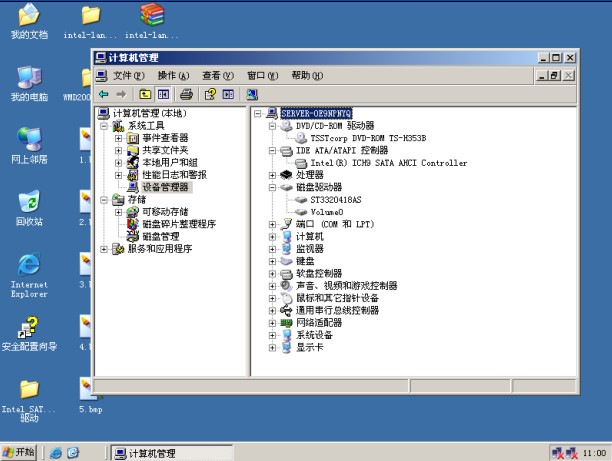 我的文档
intel-lan...
intel-lan...
我的电脑
网上邻居
回收站
Internet
Explorer
安全配置向导
Intel SAT...
驱动
WMD200
1.b
2.b
3.b
4.b
5.bmp
计算机管理
文件(F)
操作(A)
查看(V)
窗口(W)
帮助(H)
计算机管理(本地)
系统工具
事件查看器
共享文件夹
本地用户和组
性能日志和警报
设备管理器
存储
可移动存储
磁盘碎片整理程序
磁盘管理
服务和应用程序
DVD/CD-ROM 驱动器
TSSTcorp DVD-ROM TS-H353B
IDE ATA/ATAPI 控制器
Intel(R) ICH9 SATA AHCI Controller
处理器
磁盘驱动器
ST3320418AS
Volume0
端口 (COM 和 LPT)
计算机
监视器
键盘
软盘控制器
声音、视频和游戏控制器
鼠标和其它指针设备
通用串行总线控制器
网络适配器
系统设备
显示卡
开始
计算机管理
11:00